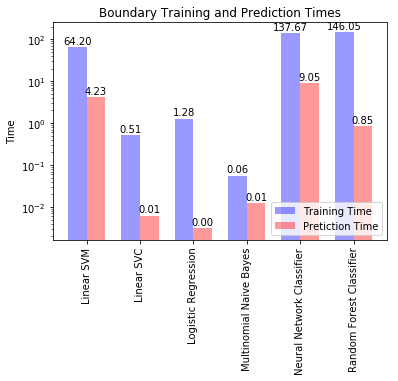 Boundary Training and Prediction Times
Time
10²
10¹
10⁰
10⁻¹
10⁻²
64.20
4.23
0.51
0.01
1.28
0.00
0.06
0.01
137.67
9.05
146.05
0.85
Training Time
Pretiction Time
Linear SVM
Linear SVC
Logistic Regression
Multinomial Naive Bayes
Neural Network Classifier
Random Forest Classifier